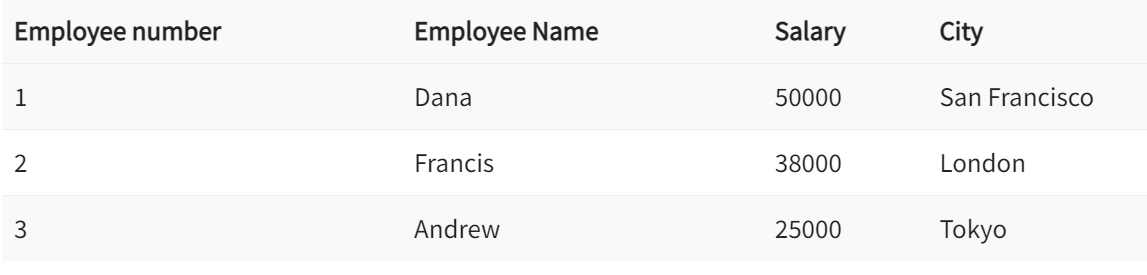 Employee number Employee Name Salary City
1 Dana 50000 San Francisco
2 Francis 38000 London
3 Andrew 25000 Tokyo